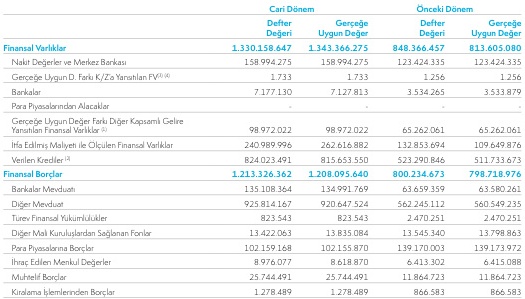 Cari Dönem Önceki Dönem
Defter Değeri Gerçeğe Uygun Değer Defter Değeri Gerçeğe Uygun Değer
Finansal Varlıklar 1.330.158.647 1.343.366.275 848.366.457 813.605.080
Nakit Değerler ve Merkez Bankası 158.994.275 158.994.275 123.424.335 123.424.335
Gerçeğe Uygun D. Farkı K/Z'a Yansıtılan FV(3) (4) 1.733 1.733 1.256 1.256
Bankalar 7.177.130 7.127.813 3.534.265 3.533.879
Para Piyasalarından Alacaklar - - - -
Gerçeğe Uygun Değer Farkı Diğer Kapsamlı Gelire
Yansıtılan Finansal Varlıklar (1) 98.972.022 98.972.022 65.262.061 65.262.061
İtfa Edilmiş Maliyeti ile Ölçülen Finansal Varlıklar 240.989.996 262.616.882 132.853.694 109.649.876
Verilen Krediler (2) 824.023.491 815.653.550 523.290.846 511.733.673
Finansal Borçlar 1.213.326.362 1.208.095.640 800.234.673 798.718.976
Bankalar Mevduatı 135.108.364 134.991.769 63.659.359 63.580.261
Diğer Mevduat 925.814.167 920.647.524 562.245.112 560.549.235
Türev Finansal Yükümlülükler 823.543 823.543 2.470.251 2.470.251
Diğer Mali Kuruluşlardan Sağlanan Fonlar 13.422.063 13.835.084 13.545.340 13.798.863
Para Piyasalarına Borçlar 102.159.168 102.155.870 139.170.003 139.173.972
İhraç Edilen Menkul Değerler 8.976.077 8.618.870 6.413.302 6.415.088
Muhtelif Borçlar 25.744.491 25.744.491 11.864.723 11.864.723
Kiralama İşlemlerinden Borçlar 1.278.489 1.278.489 866.583 866.583